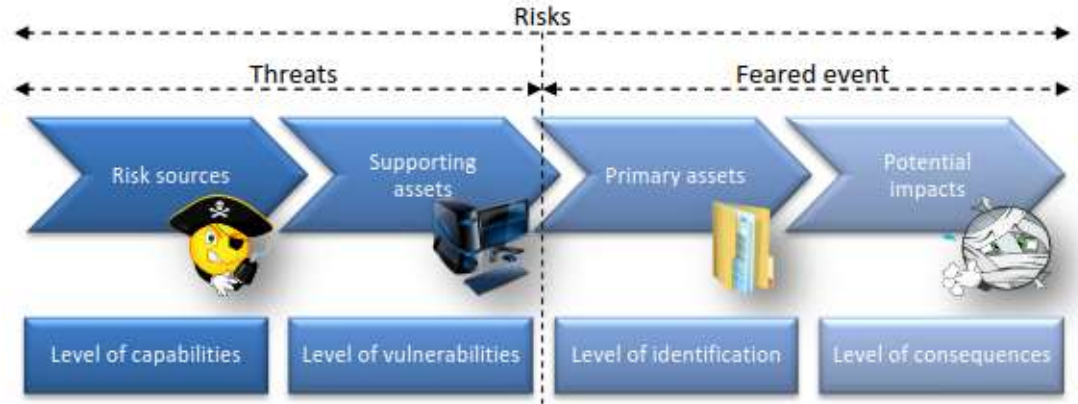 Risks
Threats
Feared event
Risk sources
Supporting
assets
Primary assets
Potential
impacts
Level of capabilities
Level of vulnerabilities
Level of identification
Level of consequences